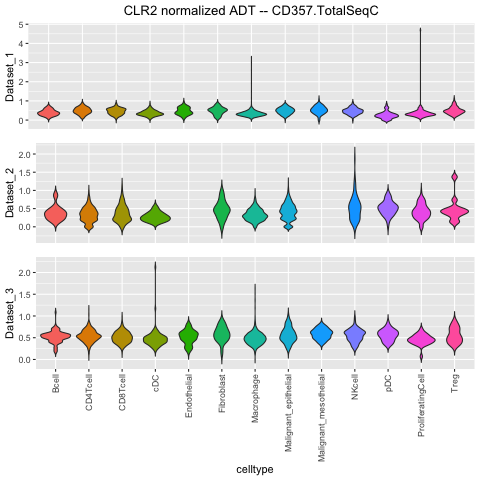 CLR2 normalized ADT -- CD357.TotalSeqC
Dataset_1
5
4
3
2
1
0
Dataset_2
2.0
1.5
1.0
0.5
0.0
Dataset_3
2.0
1.5
1.0
0.5
0.0
Bcell
CD4Tcell
CD8Tcell
cDC
Endothelial
Fibroblast
Macrophage
Malignant_epithelial
Malignant_mesothelial
NKcell
pDC
ProliferatingCell
Treg
celltype